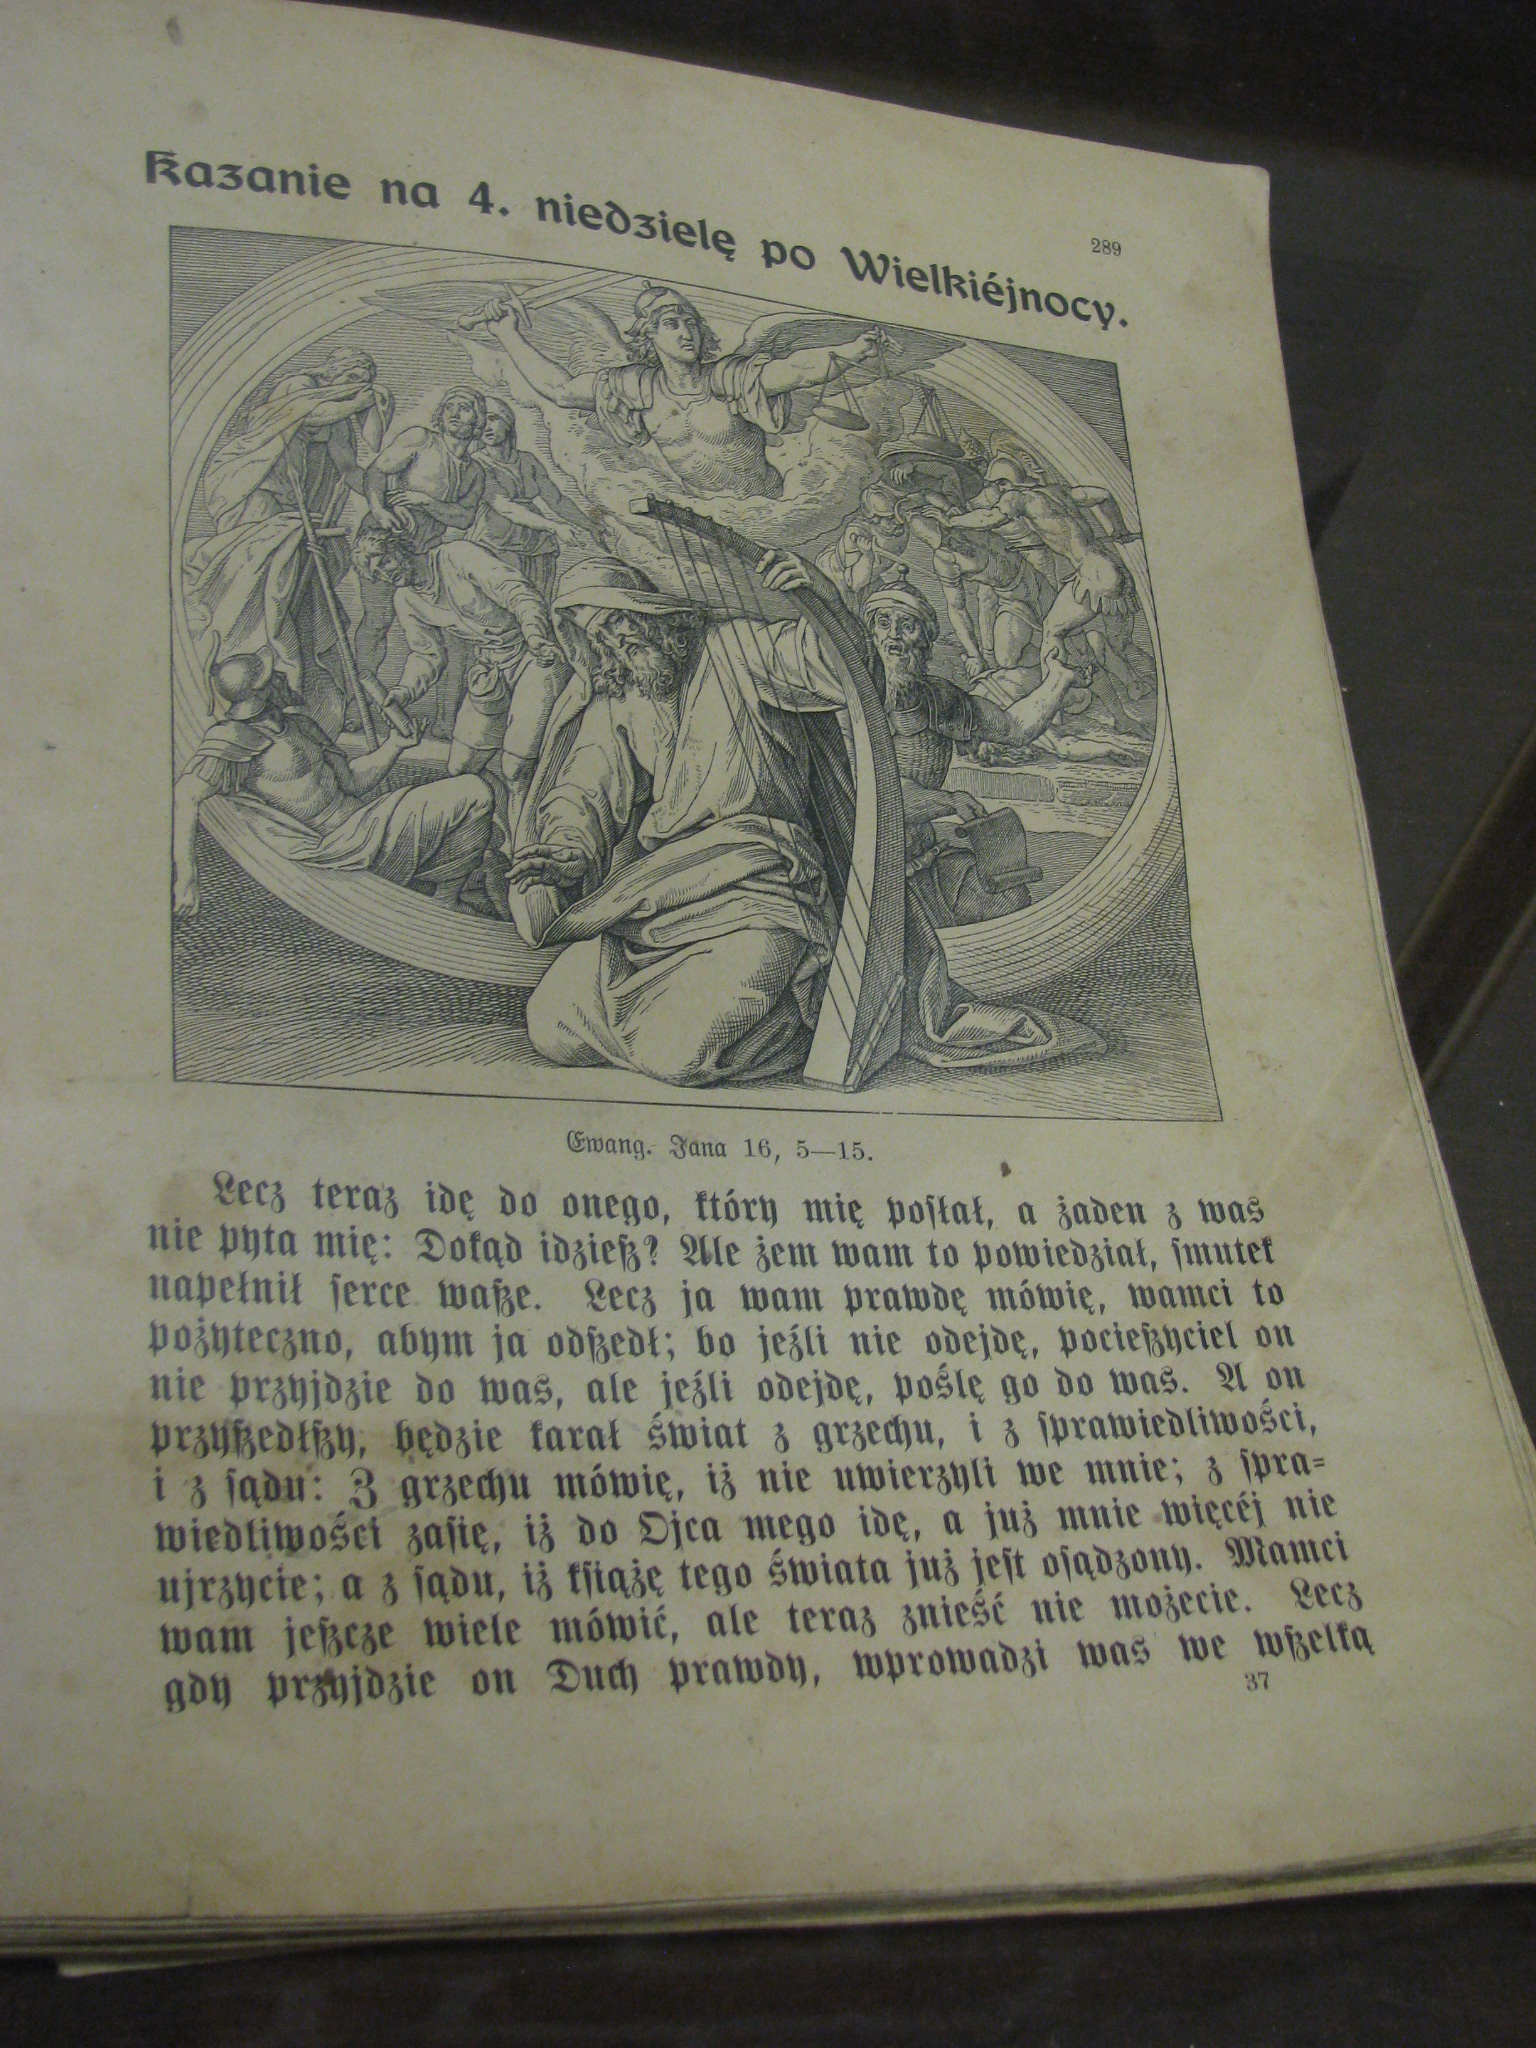 289
Kazanie na 4. niedzielę po Wielkiéjnocy.
Ewang. Jana 16, 5—15.
Lecz teraz idę do onego, który mię poſłał, a żaden z was
nie pyta mię: Dokąd idzieſz? Ale żem wam to powiedział, ſmutek
napełnił ſerce waſze. Lecz ja wam prawdę mówię, wamci to
pożyteczno, abym ja odſzedł; bo jeźli nie odejdę, pocieſzyciel on
nie przyjdzie do was, ale jeźli odejdę, poślę go do was. A on
przyſzedłſzy, będzie karał świat z grzechu, i z ſprawiedliwości,
i z ſądu: Z grzechu mówię, iż nie uwierzyli we mnie; z ſpra⸗
wiedliwości zaſię, iż do Ojca mego idę, a już mnie więcéj nie
ujrzycie; a z ſądu, iż kſiążę tego świata już jeſt oſądzony. Mamci
wam jeſzcze wiele mówić, ale teraz znieść nie możecie. Lecz
gdy przyjdzie on Duch prawdy, wprowadzi was we wſzelką
37